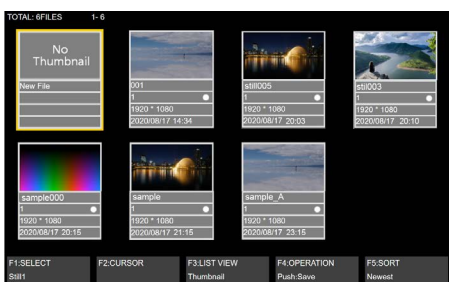 TOTAL: 6FILES 1- 6
No
Thumbnail
New File
001
1
1920 * 1080
2020/08/17 14:34
still005
1
1920 * 1080
2020/08/17 20:03
stil003
1
1920 * 1080
2020/08/17 20:10
sample000
1
1920 * 1080
2020/08/17 20:15
sample
1
1920 * 1080
2020/08/17 21:15
sample_A
1
1920 * 1080
2020/08/17 23:15
F1:SELECT
Still1
F2:CURSOR
F3:LIST VIEW
Thumbnail
F4:OPERATION
Push:Save
F5:SORT
Newest